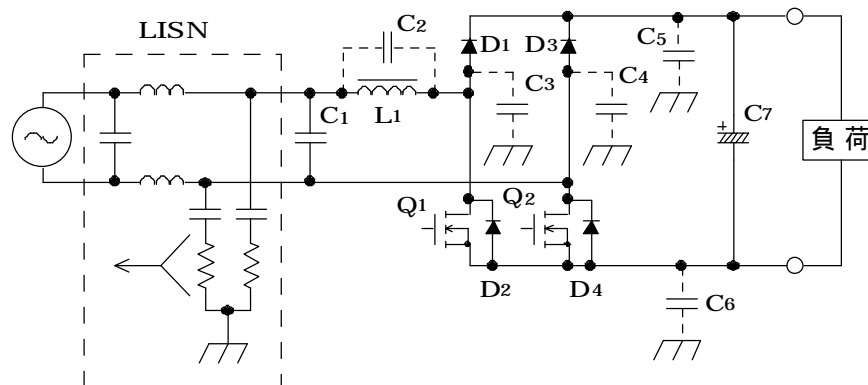 LISN
C2
D1
D3
C5
C3
C4
C1
L1
C7
+
負 荷
Q1
Q2
D2
D4
C6